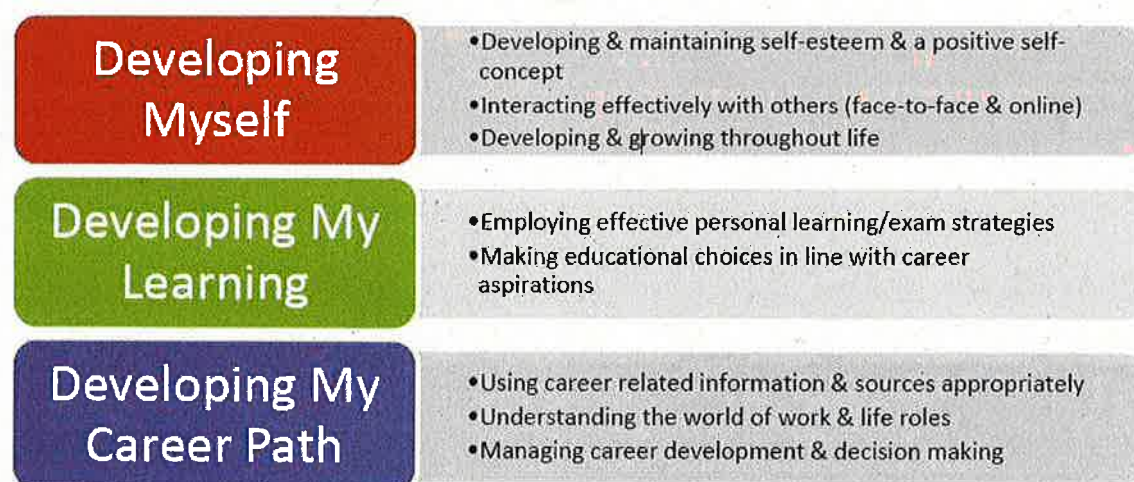 Developing
Myself
•Developing & maintaining self-esteem & a positive self-
concept
•Interacting effectively with others (face-to-face & online)
•Developing & growing throughout life
Developing My
Learning
•Employing effective personal learning/exam strategies
•Making educational choices in line with career
aspirations
Developing My
Career Path
•Using career related information & sources appropriately
•Understanding the world of work & life roles
•Managing career development & decision making